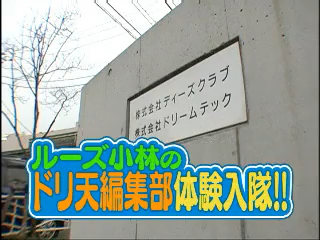 株式会社ディーズクラブ
株式会社ドリームテック
ルーズ小林の
ドリ天編集部体験入隊!!